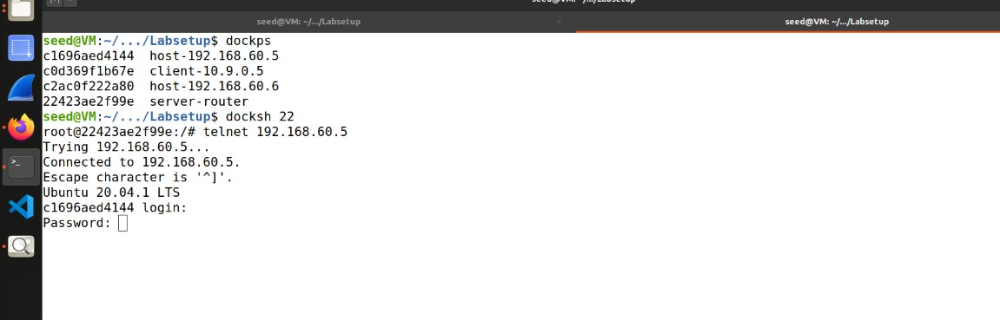 seed@VM: ~/.../Labsetup
seed@VM: ~/.../Labsetup x seed@VM: ~/.../Labsetup
seed@VM:~/.../Labsetup$ dockps
c1696aed4144  host-192.168.60.5
c0d369f1b67e  client-10.9.0.5
c2ac0f222a80  host-192.168.60.6
22423ae2f99e  server-router
seed@VM:~/.../Labsetup$ docksh 22
root@22423ae2f99e:/# telnet 192.168.60.5
Trying 192.168.60.5...
Connected to 192.168.60.5.
Escape character is '^]'.
Ubuntu 20.04.1 LTS
c1696aed4144 login:
Password: